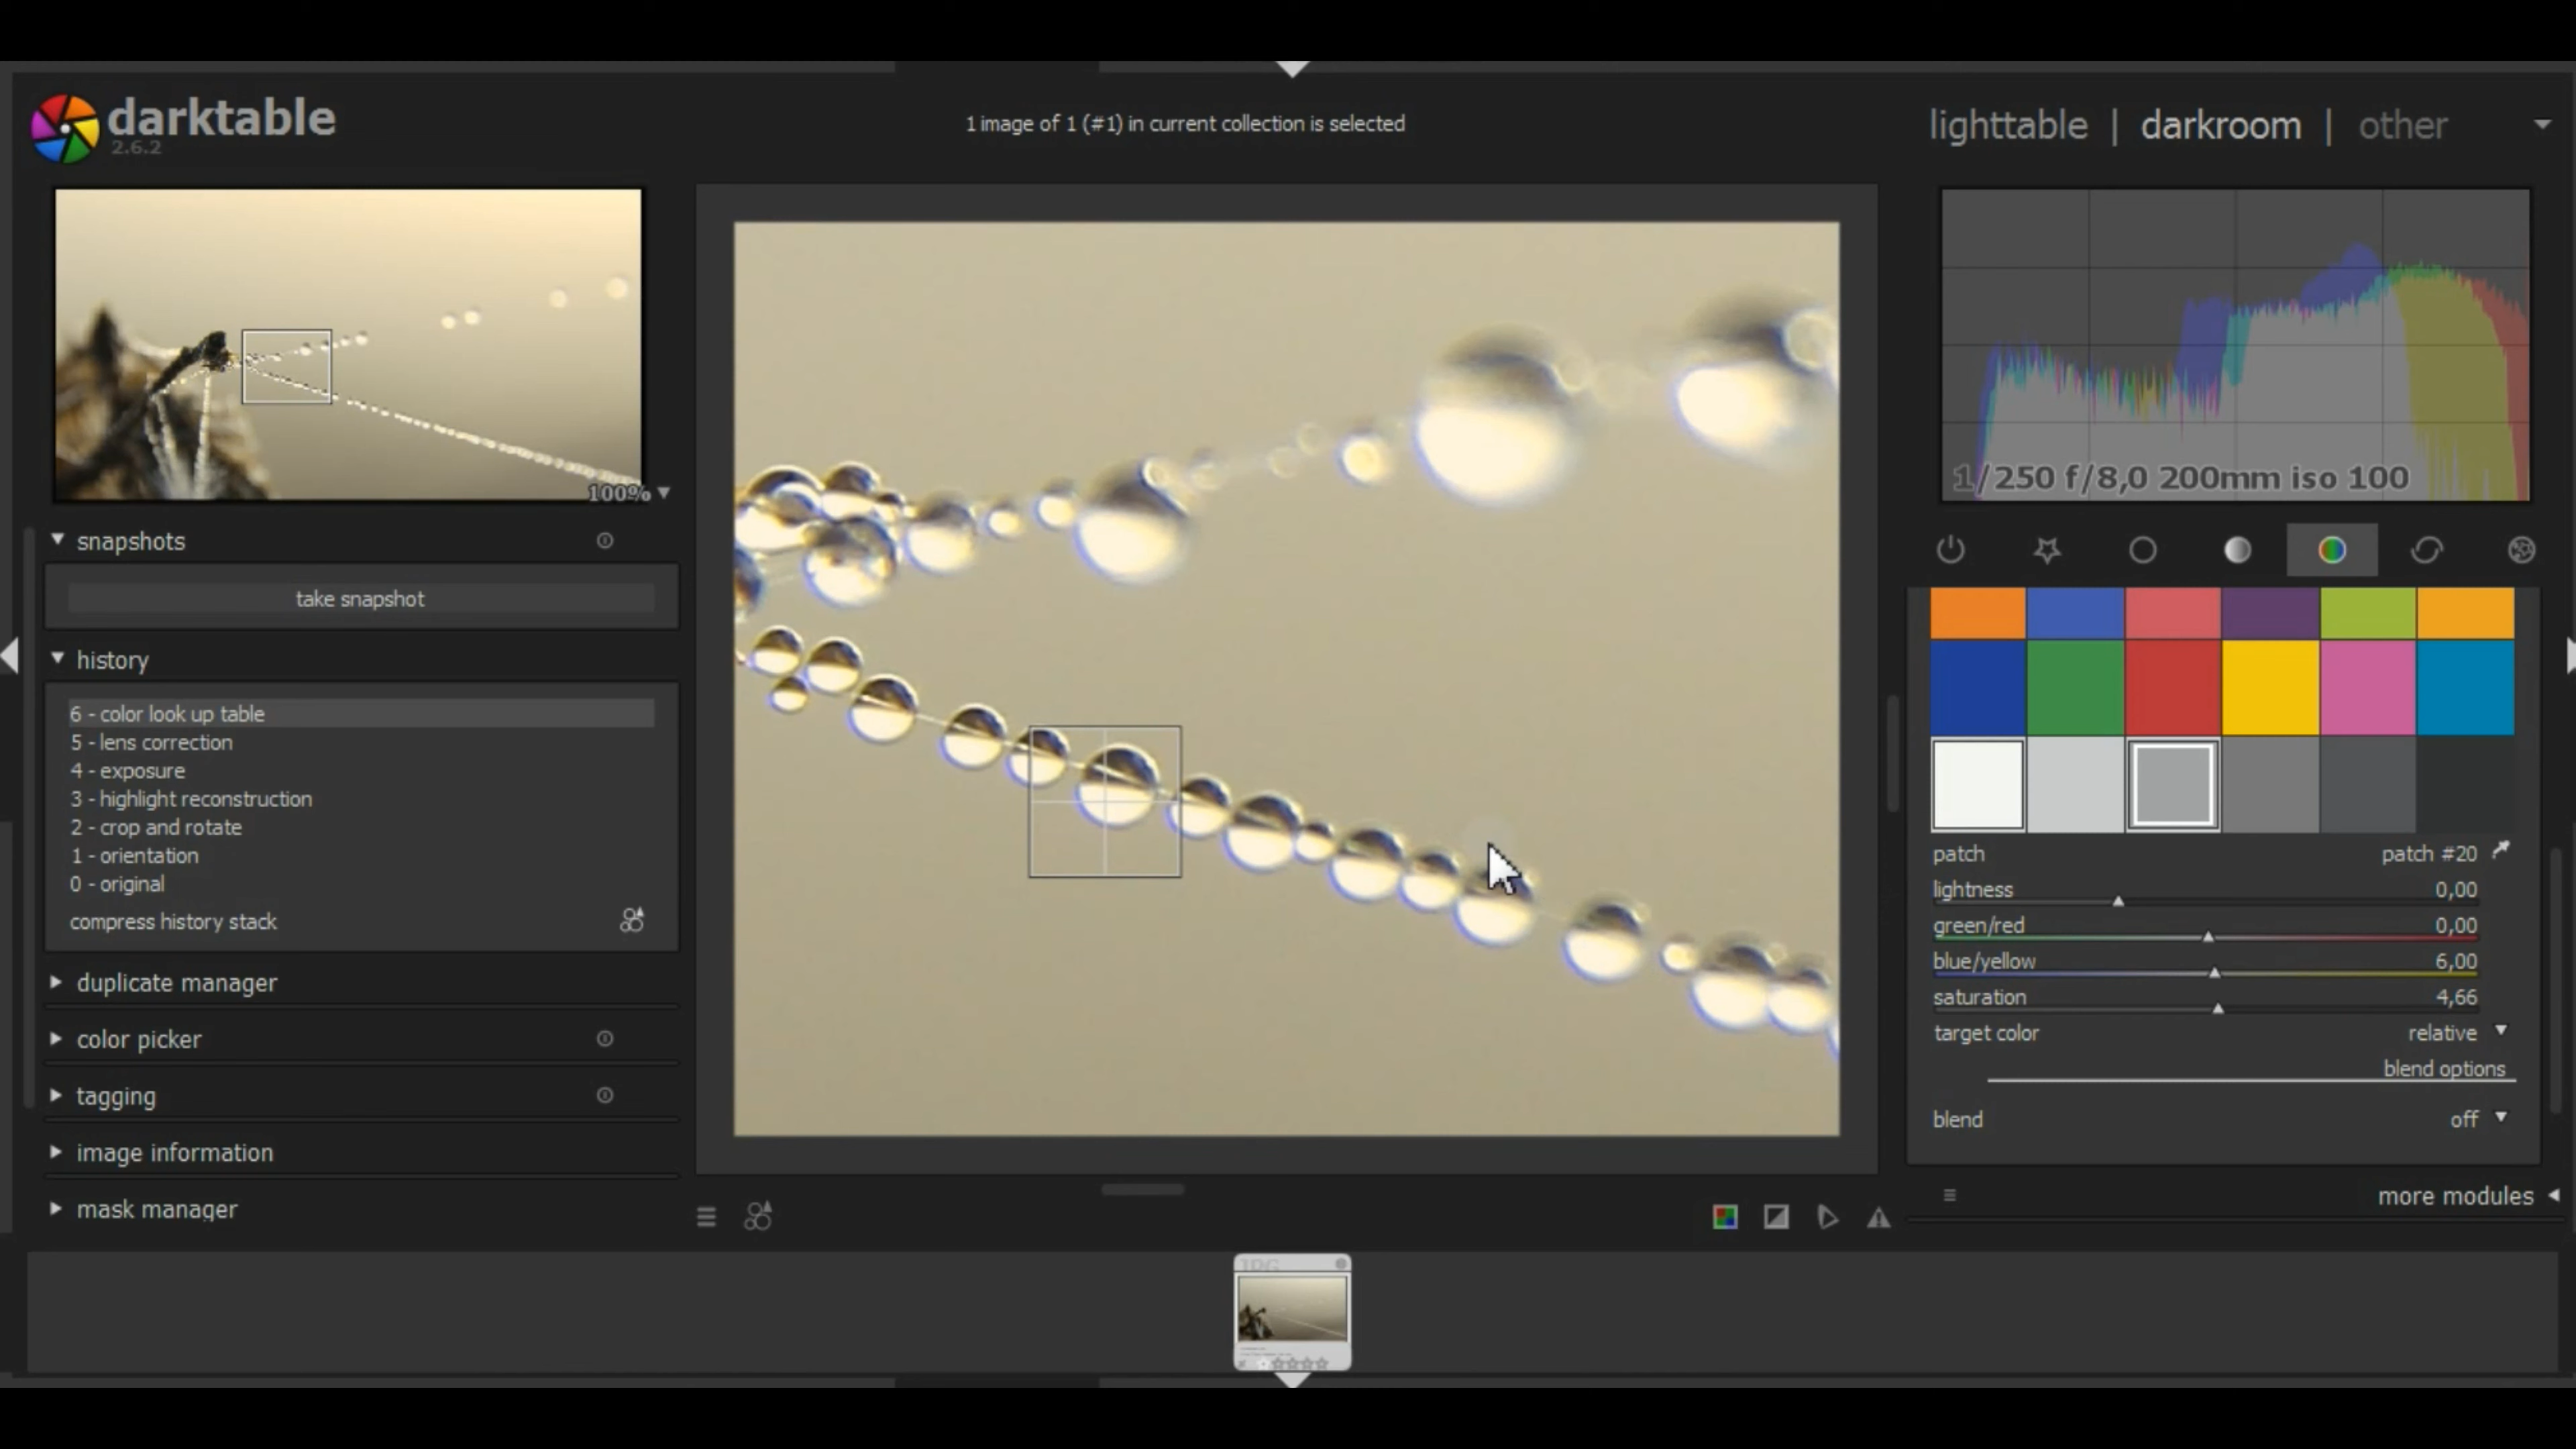 darktable
2.6.2
1 image of 1 (#1) in current collection is selected
lighttable | darkroom | other
100%
1/250 f/8,0 200mm iso 100
snapshots
take snapshot
history
6 - color look up table
5 - lens correction
4 - exposure
3 - highlight reconstruction
2 - crop and rotate
1 - orientation
0 - original
compress history stack
duplicate manager
color picker
tagging
image information
mask manager
patch patch #20
lightness 0,00
green/red 0,00
blue/yellow 6,00
saturation 4,66
target color relative
blend options
blend off
more modules
JPG